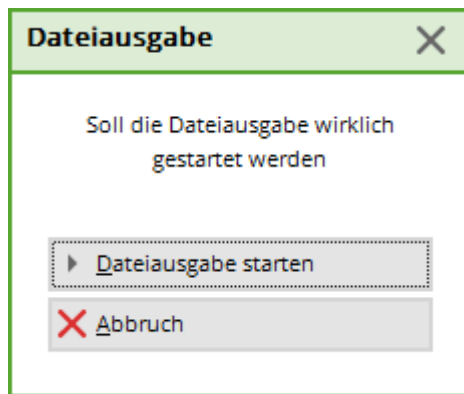 Dateiausgabe
Soll die Dateiausgabe wirklich
gestartet werden
Dateiausgabe starten
Abbruch